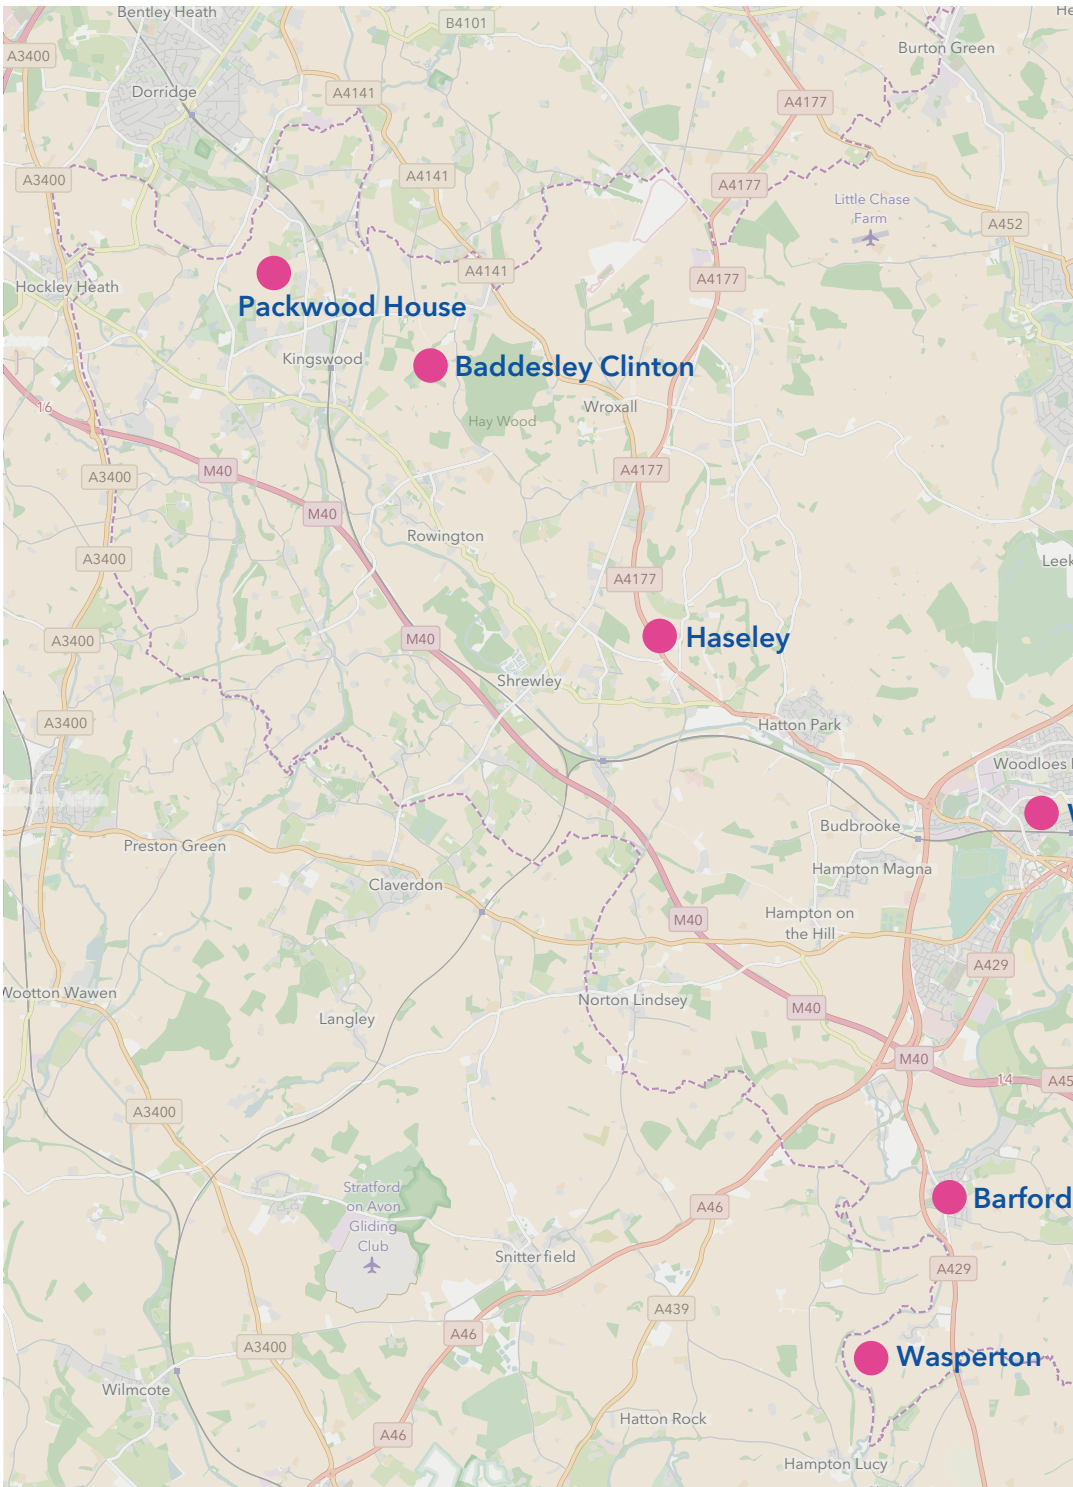 Bentley Heath
B4101
He
A3400
Burton Green
Dorridge
A4141
A4177
A3400
A4141
A4177
Little Chase
Farm
A452
Hockley Heath
A4141
A4177
Packwood House
Kingswood
Baddesley Clinton
16
Wroxall
Hay Wood
A3400
M40
A4177
M40
Rowington
A3400
Leek
A4177
A3400
M40
Haseley
Shrewley
A3400
Hatton Park
Woodloes
W
Budbrooke
Preston Green
Hampton Magna
Claverdon
M40
Hampton on
the Hill
A429
Wootton Wawen
Norton Lindsey
M40
Langley
M40
14
A45
A3400
Stratford
on Avon
Gliding
Club
A46
Barford
Snitterfield
A429
A439
A46
A3400
Wasperton
Wilmcote
Hatton Rock
A46
Hampton Lucy